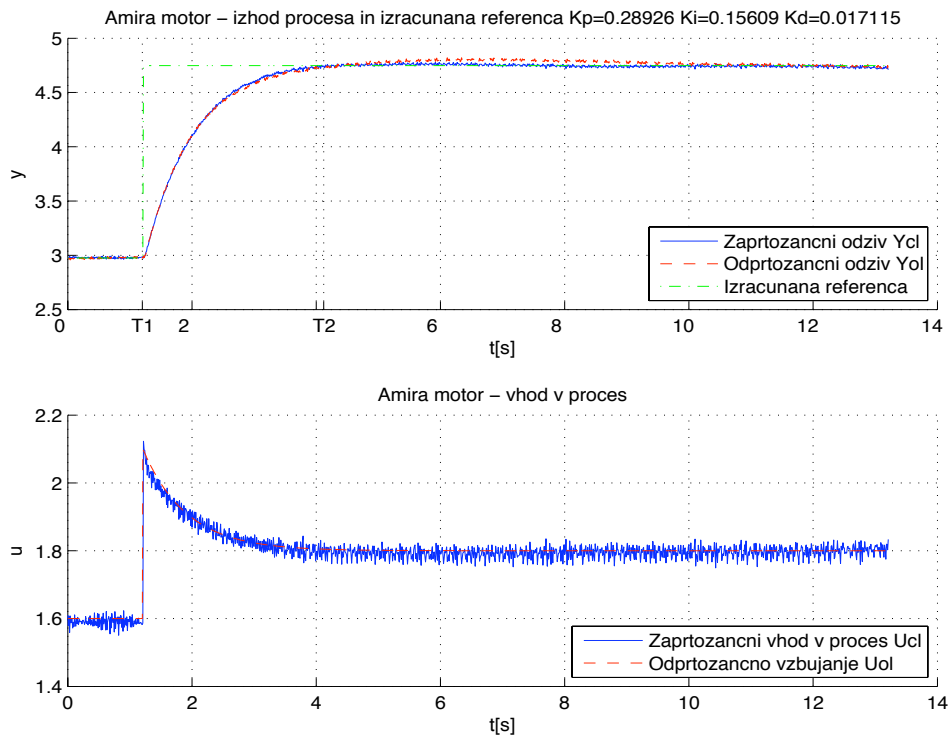 Amira motor – izhod procesa in izracunana referenca Kp=0.28926 Ki=0.15609 Kd=0.017115
5
4.5
4
3.5
3
2.5
y
0 T1 2 T2 6 8 10 12 14
t[s]
Zaprtozancni odziv Ycl
Odprtozancni odziv Yol
Izracunana referenca
Amira motor – vhod v proces
2.2
2
1.8
1.6
1.4
u
0 2 4 6 8 10 12 14
t[s]
Zaprtozancni vhod v proces Ucl
Odprtozancno vzbujanje Uol